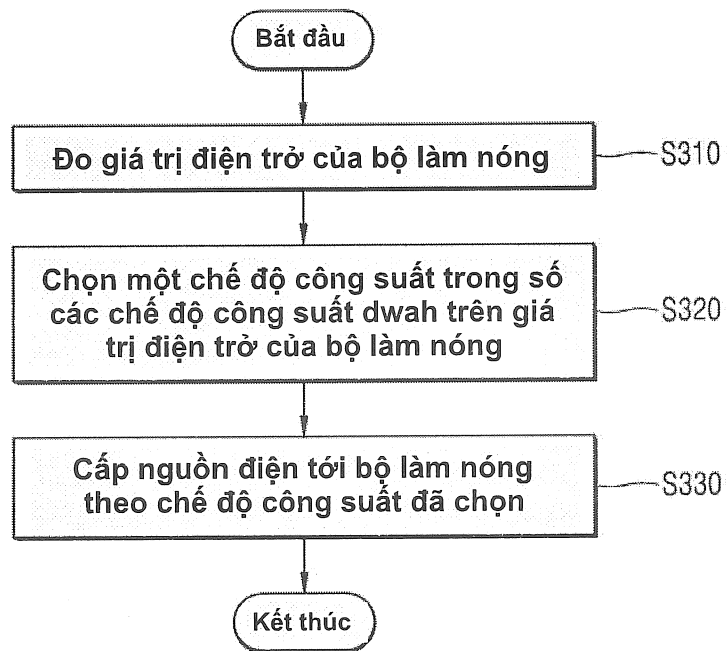 Bắt đầu
Đo giá trị điện trở của bộ làm nóng
S310
Chọn một chế độ công suất trong số
các chế độ công suất dwah trên giá
trị điện trở của bộ làm nóng
S320
Cấp nguồn điện tới bộ làm nóng
theo chế độ công suất đã chọn
S330
Kết thúc